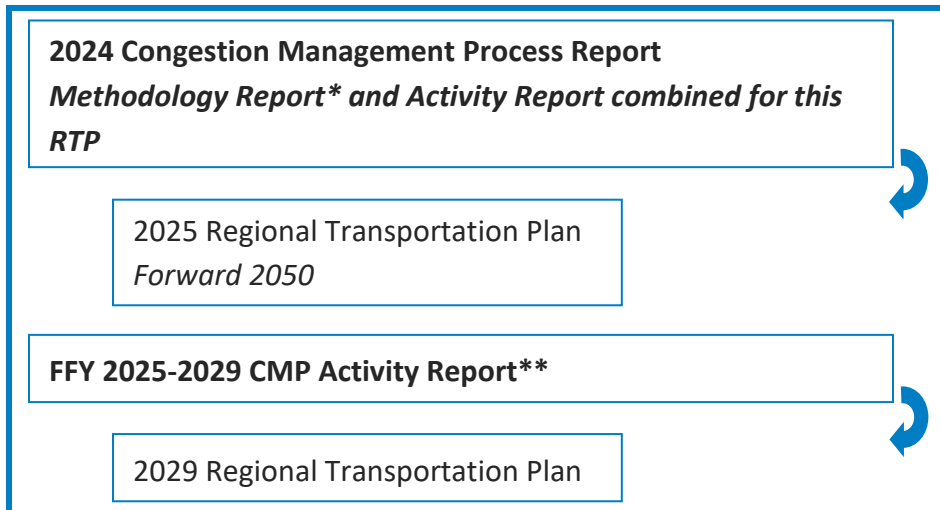 2024 Congestion Management Process Report
Methodology Report* and Activity Report combined for this
RTP
2025 Regional Transportation Plan
Forward 2050
FFY 2025-2029 CMP Activity Report**
2029 Regional Transportation Plan